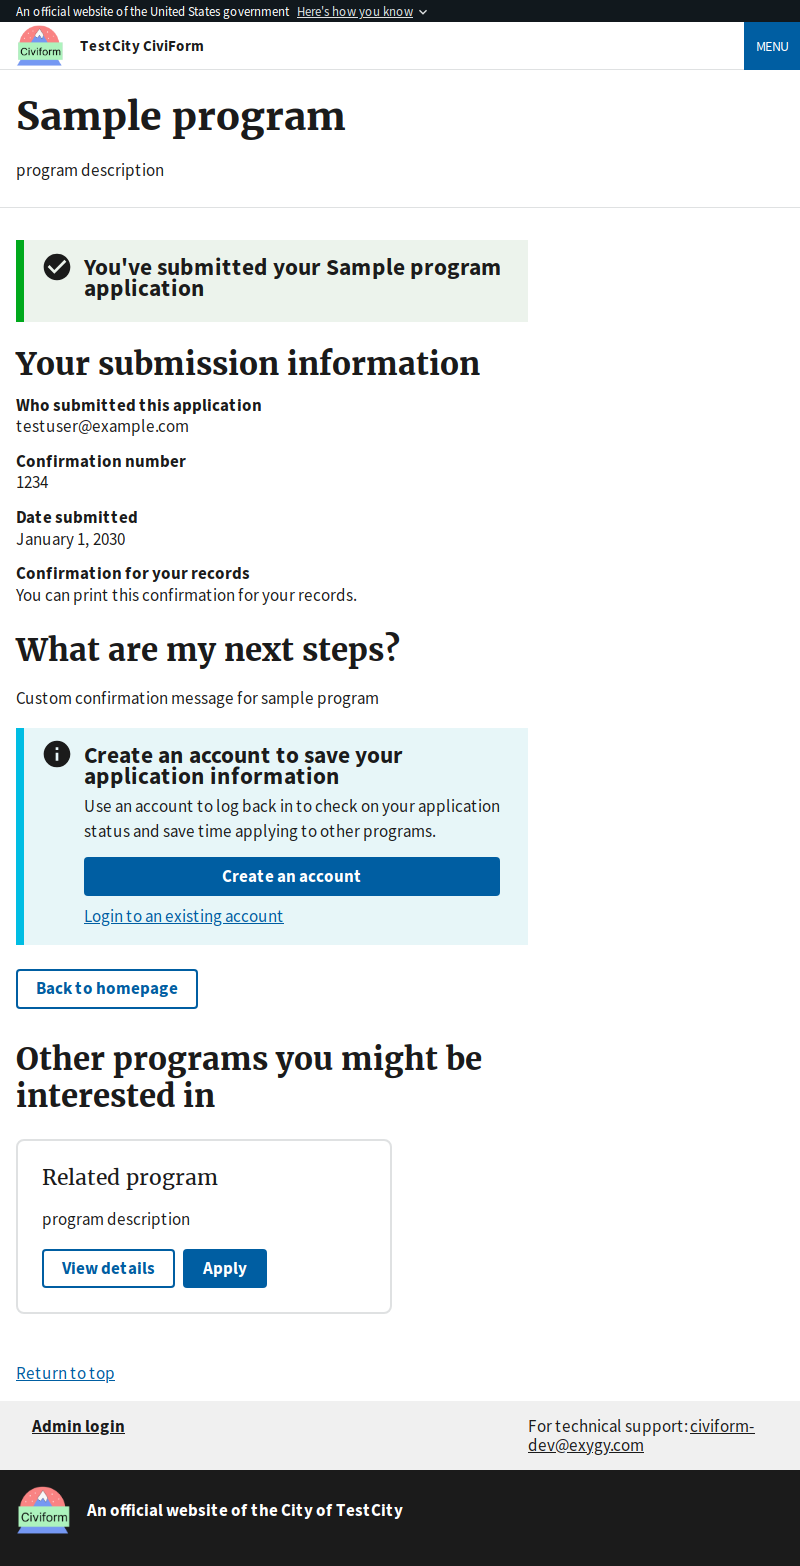 An official website of the United States government Here's how you know
Civiform
TestCity CiviForm
MENU
Sample program
program description
You've submitted your Sample program
application
Your submission information
Who submitted this application
testuser@example.com
Confirmation number
1234
Date submitted
January 1, 2030
Confirmation for your records
You can print this confirmation for your records.
What are my next steps?
Custom confirmation message for sample program
Create an account to save your
application information
Use an account to log back in to check on your application
status and save time applying to other programs.
Create an account
Login to an existing account
Back to homepage
Other programs you might be
interested in
Related program
program description
View details
Apply
Return to top
Admin login
For technical support: civiform-
dev@exygy.com
Civiform
An official website of the City of TestCity